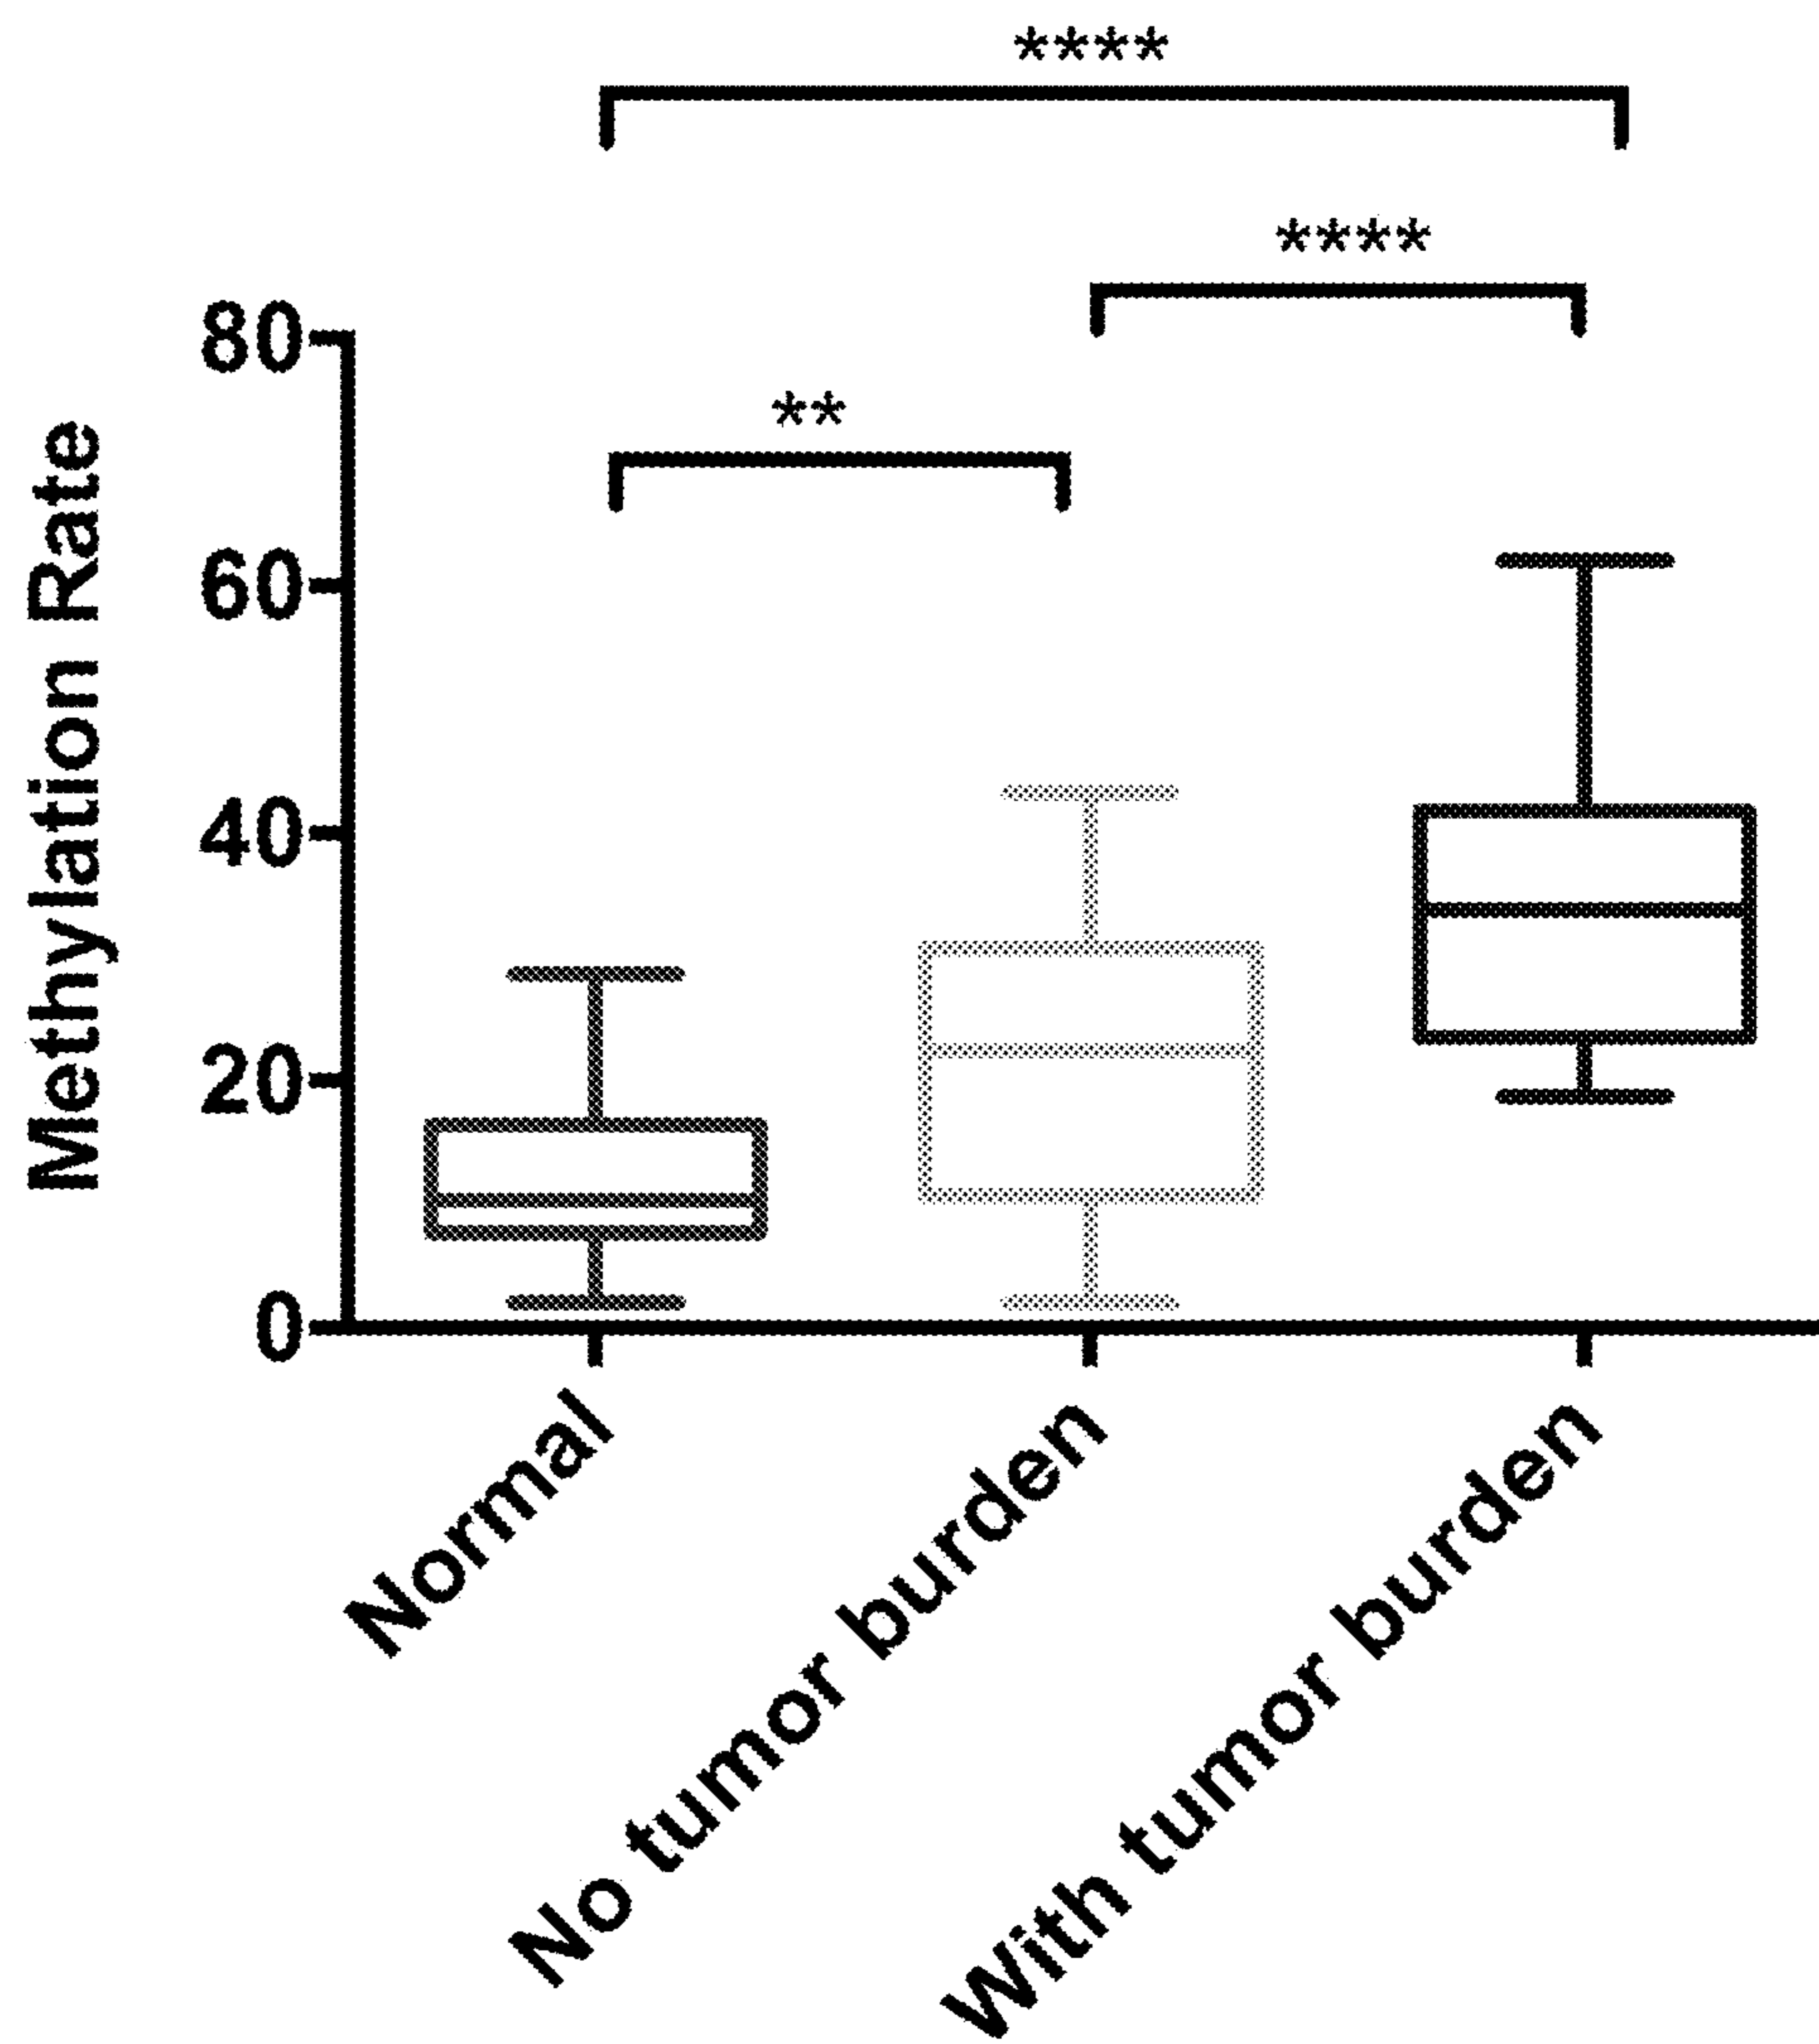 ****
****
**
Methylation Rate
80
60
40
20
0
Normal
No tumor burden
With tumor burden